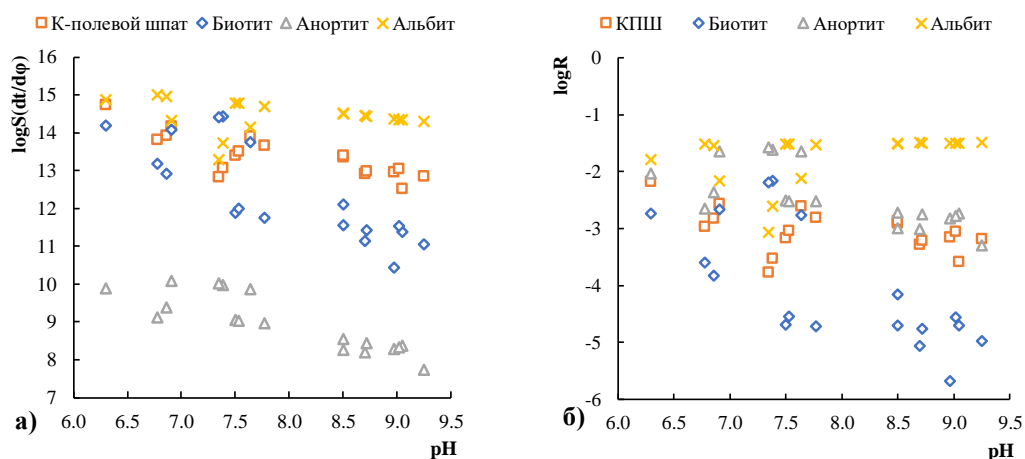 К-полевой шпат Биотит Анортит Альбит
logS(dt/dφ)
16
15
14
13
12
11
10
9
8
7
6.0 6.5 7.0 7.5 8.0 8.5 9.0 9.5
а)
pH
КПШ Биотит Анортит Альбит
logR
0
-1
-2
-3
-4
-5
-6
6.0 6.5 7.0 7.5 8.0 8.5 9.0 9.5
б)
pH